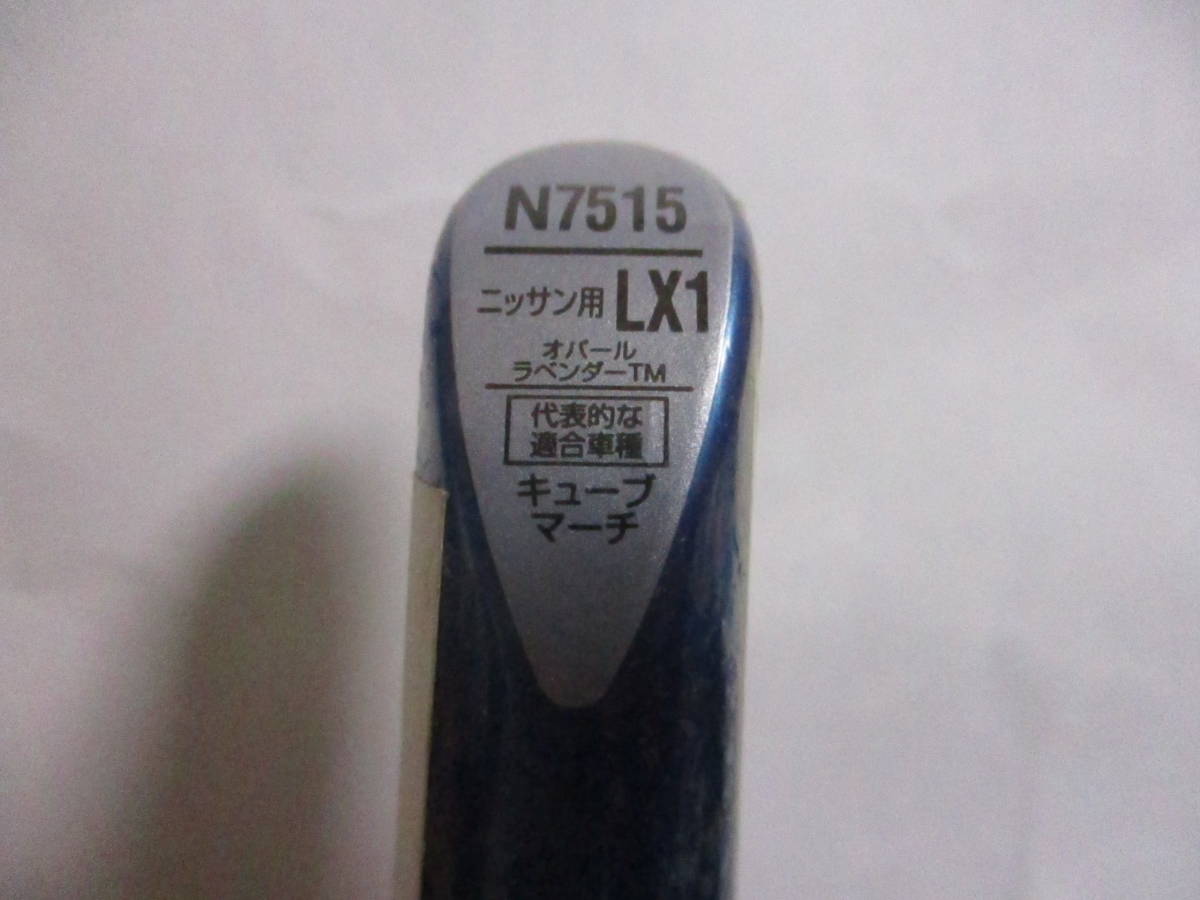 N7515
ニッサン用 LX1
オパール
ラベンダーTM
代表的な
適合車種
キューブ
マーチ